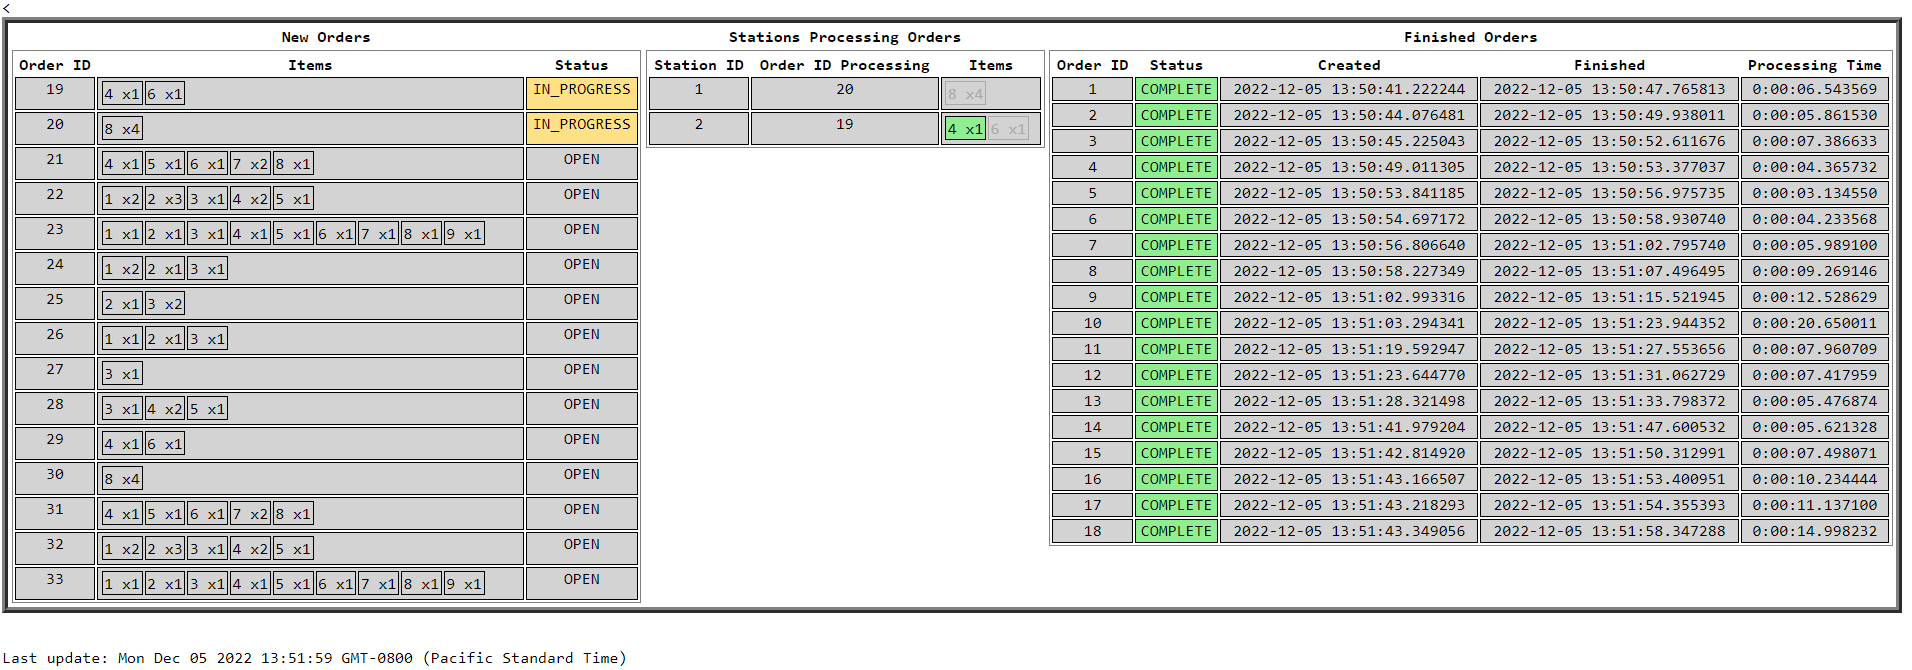 <
New Orders
Order ID Items Status
19 4 x1 6 x1 IN_PROGRESS
20 8 x4 IN_PROGRESS
21 4 x1 5 x1 6 x1 7 x2 8 x1 OPEN
22 1 x2 2 x3 3 x1 4 x2 5 x1 OPEN
23 1 x1 2 x1 3 x1 4 x1 5 x1 6 x1 7 x1 8 x1 9 x1 OPEN
24 1 x2 2 x1 3 x1 OPEN
25 2 x1 3 x2 OPEN
26 1 x1 2 x1 3 x1 OPEN
27 3 x1 OPEN
28 3 x1 4 x2 5 x1 OPEN
29 4 x1 6 x1 OPEN
30 8 x4 OPEN
31 4 x1 5 x1 6 x1 7 x2 8 x1 OPEN
32 1 x2 2 x3 3 x1 4 x2 5 x1 OPEN
33 1 x1 2 x1 3 x1 4 x1 5 x1 6 x1 7 x1 8 x1 9 x1 OPEN
Stations Processing Orders
Station ID Order ID Processing Items
1 20 8 x4
2 19 4 x1 6 x1
Finished Orders
Order ID Status Created Finished Processing Time
1 COMPLETE 2022-12-05 13:50:41.222244 2022-12-05 13:50:47.765813 0:00:06.543569
2 COMPLETE 2022-12-05 13:50:44.076481 2022-12-05 13:50:49.938011 0:00:05.861530
3 COMPLETE 2022-12-05 13:50:45.225043 2022-12-05 13:50:52.611676 0:00:07.386633
4 COMPLETE 2022-12-05 13:50:49.011305 2022-12-05 13:50:53.377037 0:00:04.365732
5 COMPLETE 2022-12-05 13:50:53.841185 2022-12-05 13:50:56.975735 0:00:03.134550
6 COMPLETE 2022-12-05 13:50:54.697172 2022-12-05 13:50:58.930740 0:00:04.233568
7 COMPLETE 2022-12-05 13:50:56.806640 2022-12-05 13:51:02.795740 0:00:05.989100
8 COMPLETE 2022-12-05 13:50:58.227349 2022-12-05 13:51:07.496495 0:00:09.269146
9 COMPLETE 2022-12-05 13:51:02.993316 2022-12-05 13:51:15.521945 0:00:12.528629
10 COMPLETE 2022-12-05 13:51:03.294341 2022-12-05 13:51:23.944352 0:00:20.650011
11 COMPLETE 2022-12-05 13:51:19.592947 2022-12-05 13:51:27.553656 0:00:07.960709
12 COMPLETE 2022-12-05 13:51:23.644770 2022-12-05 13:51:31.062729 0:00:07.417959
13 COMPLETE 2022-12-05 13:51:28.321498 2022-12-05 13:51:33.798372 0:00:05.476874
14 COMPLETE 2022-12-05 13:51:41.979204 2022-12-05 13:51:47.600532 0:00:05.621328
15 COMPLETE 2022-12-05 13:51:42.814920 2022-12-05 13:51:50.312991 0:00:07.498071
16 COMPLETE 2022-12-05 13:51:43.166507 2022-12-05 13:51:53.400951 0:00:10.234444
17 COMPLETE 2022-12-05 13:51:43.218293 2022-12-05 13:51:54.355393 0:00:11.137100
18 COMPLETE 2022-12-05 13:51:43.349056 2022-12-05 13:51:58.347288 0:00:14.998232
Last update: Mon Dec 05 2022 13:51:59 GMT-0800 (Pacific Standard Time)